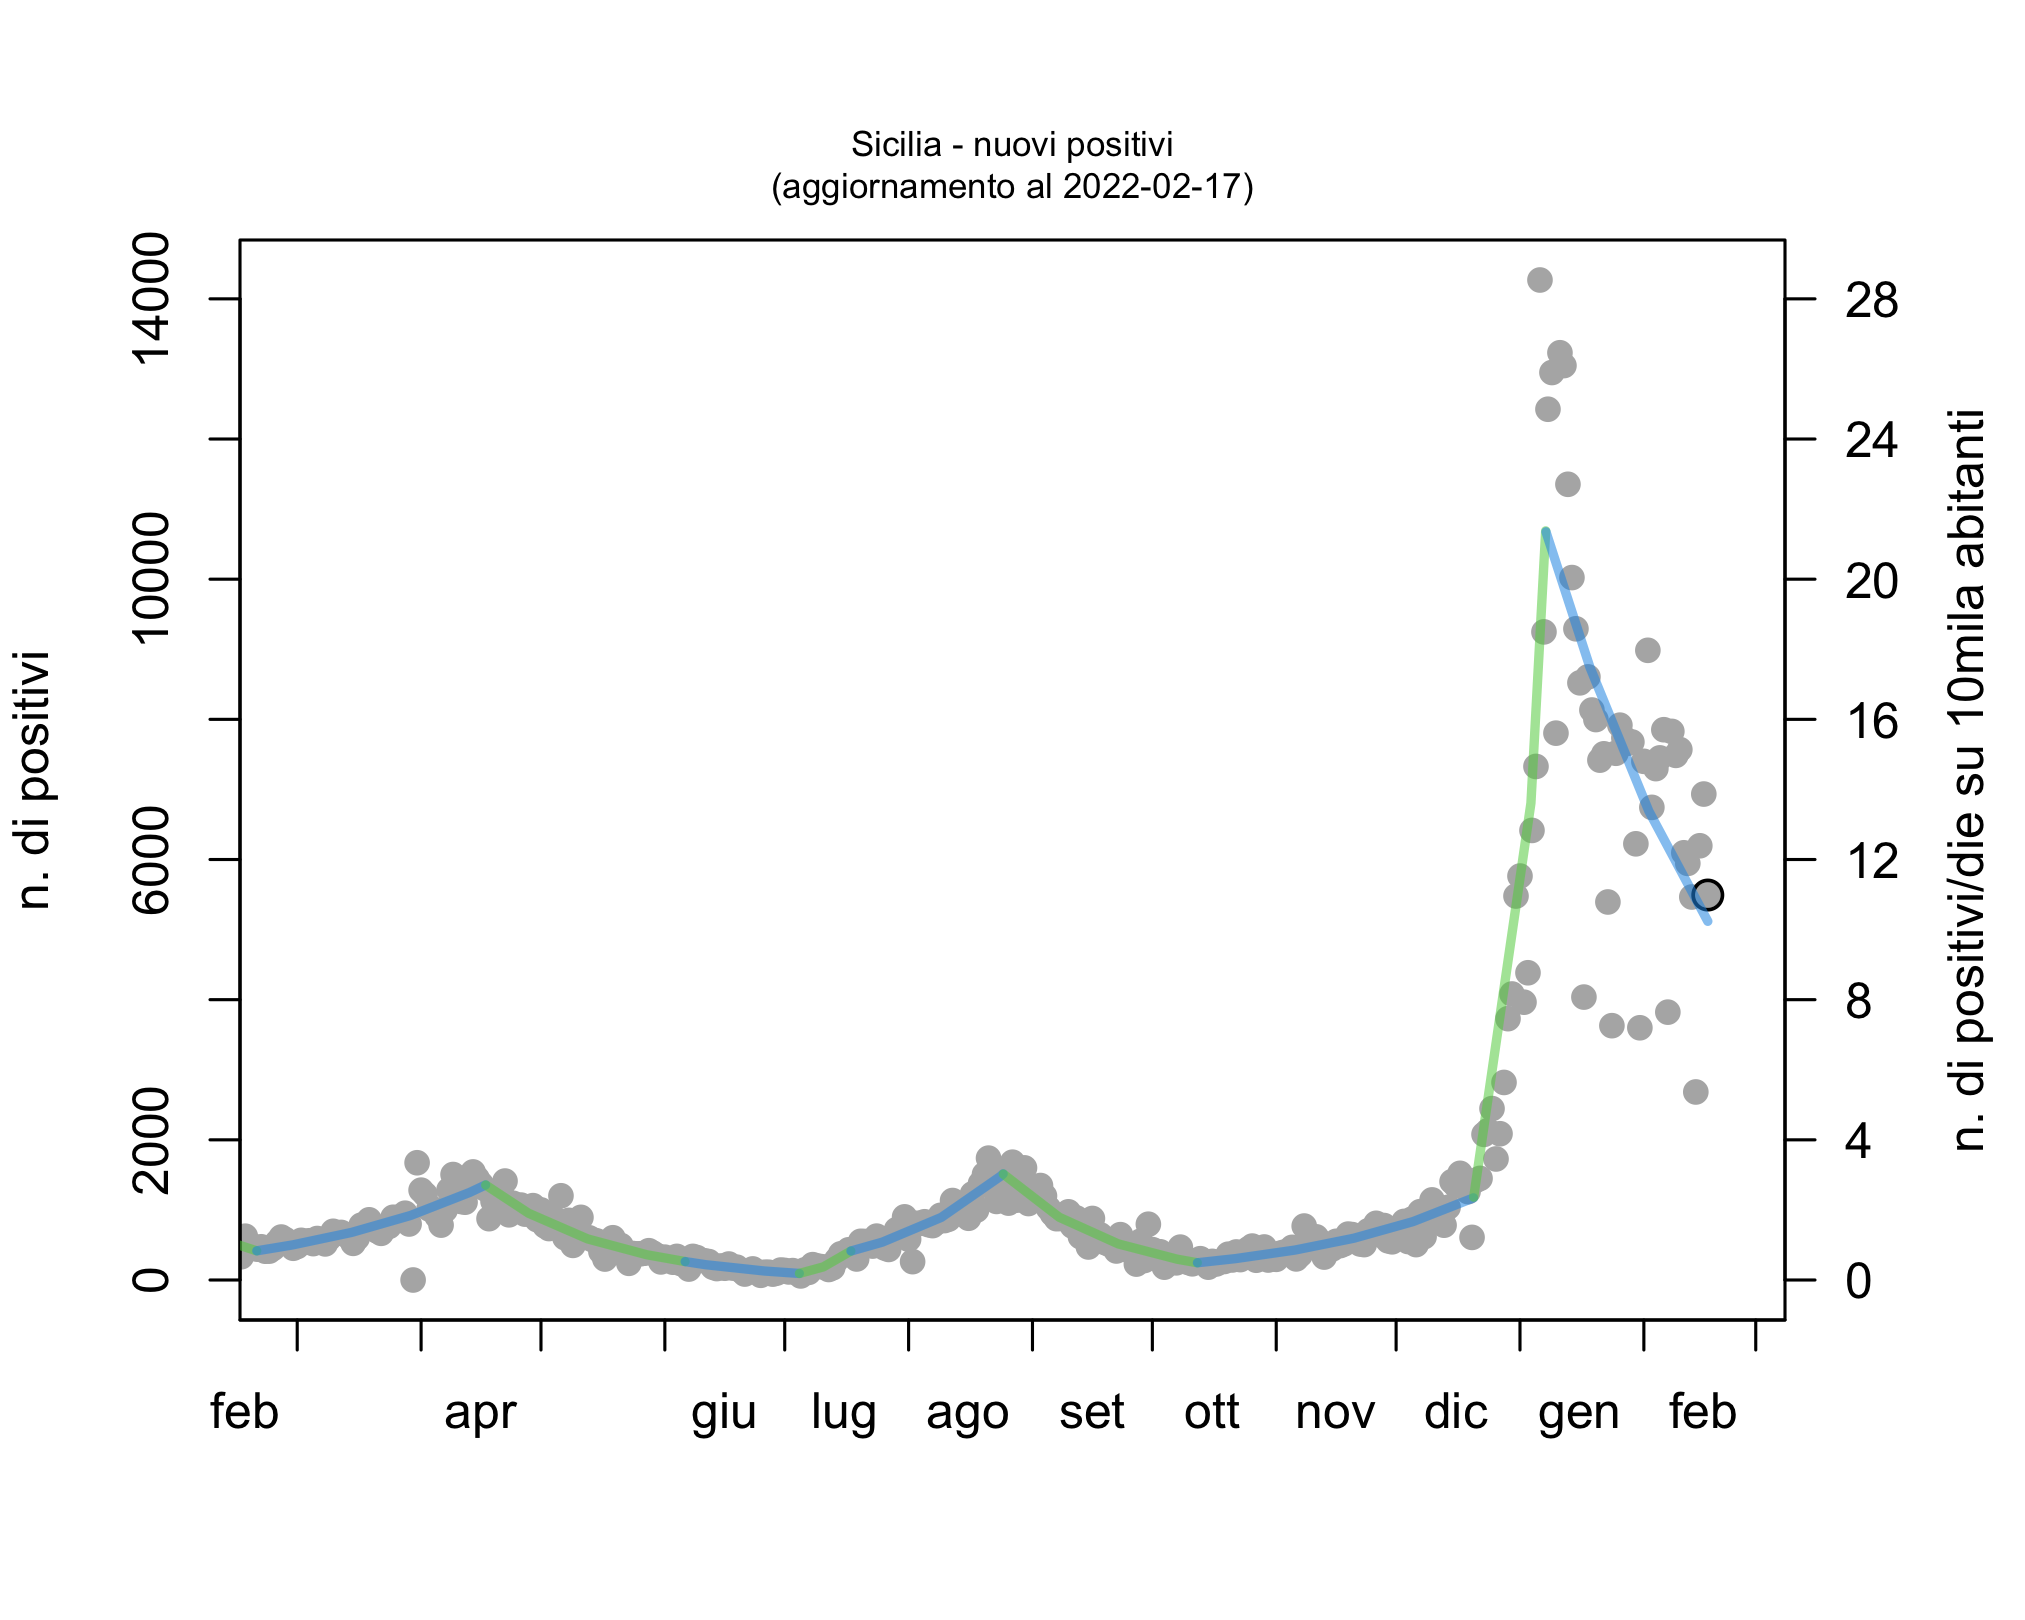 Sicilia - nuovi positivi
(aggiornamento al 2022-02-17)
n. di positivi
14000
10000
6000
2000
0
28
24
20
16
12
8
4
0
n. di positivi/die su 10mila abitanti
feb apr giu lug ago set ott nov dic gen feb